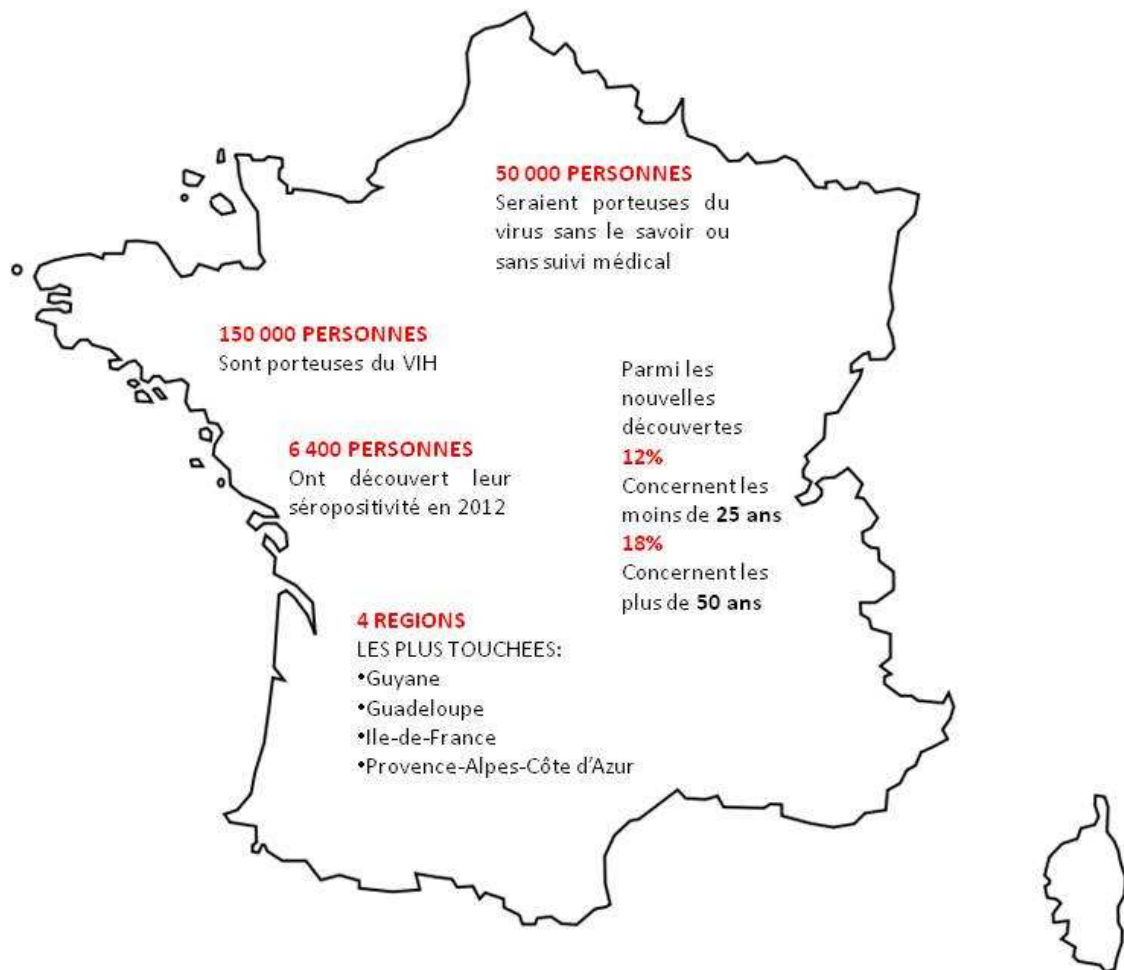 50 000 PERSONNES
Seraient porteuses du
virus sans le savoir ou
sans suivi médical
150 000 PERSONNES
Sont porteuses du VIH
6 400 PERSONNES
Ont découvert leur
séropositivité en 2012
Parmi les
nouvelles
découvertes
12%
Concernent les
moins de 25 ans
18%
Concernent les
plus de 50 ans
4 REGIONS
LES PLUS TOUCHEES:
•Guyane
•Guadeloupe
•Ile-de-France
•Provence-Alpes-Côte d'Azur